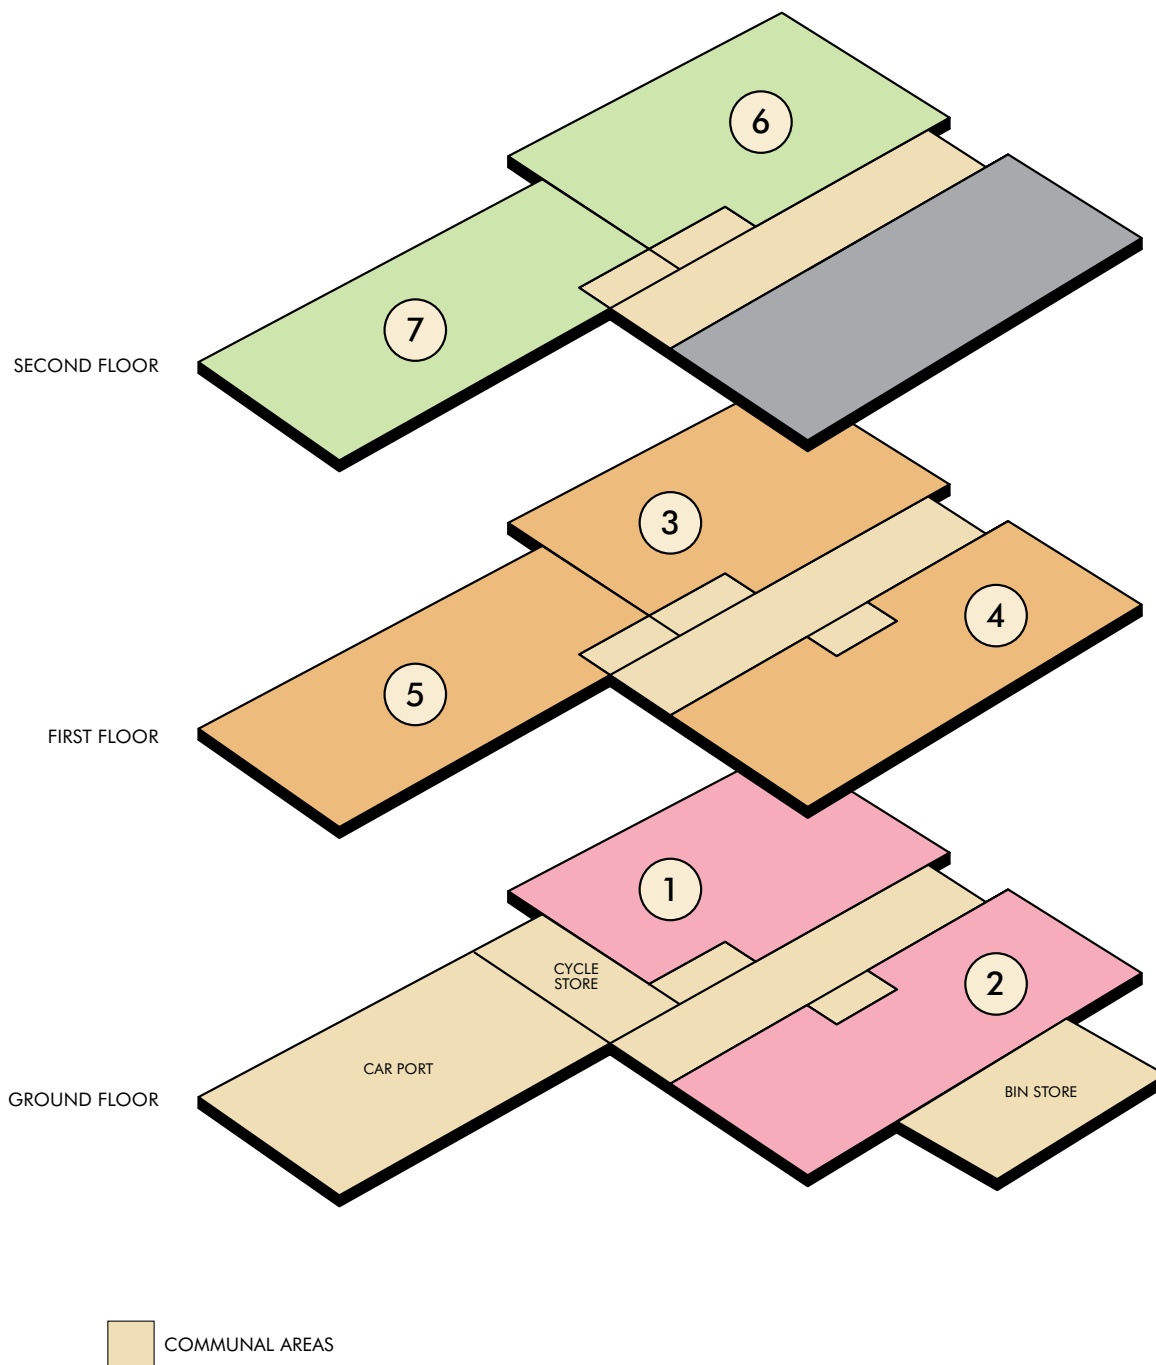 6
7
SECOND FLOOR
3
4
5
FIRST FLOOR
1
CYCLE
STORE
2
CAR PORT
BIN STORE
GROUND FLOOR
COMMUNAL AREAS